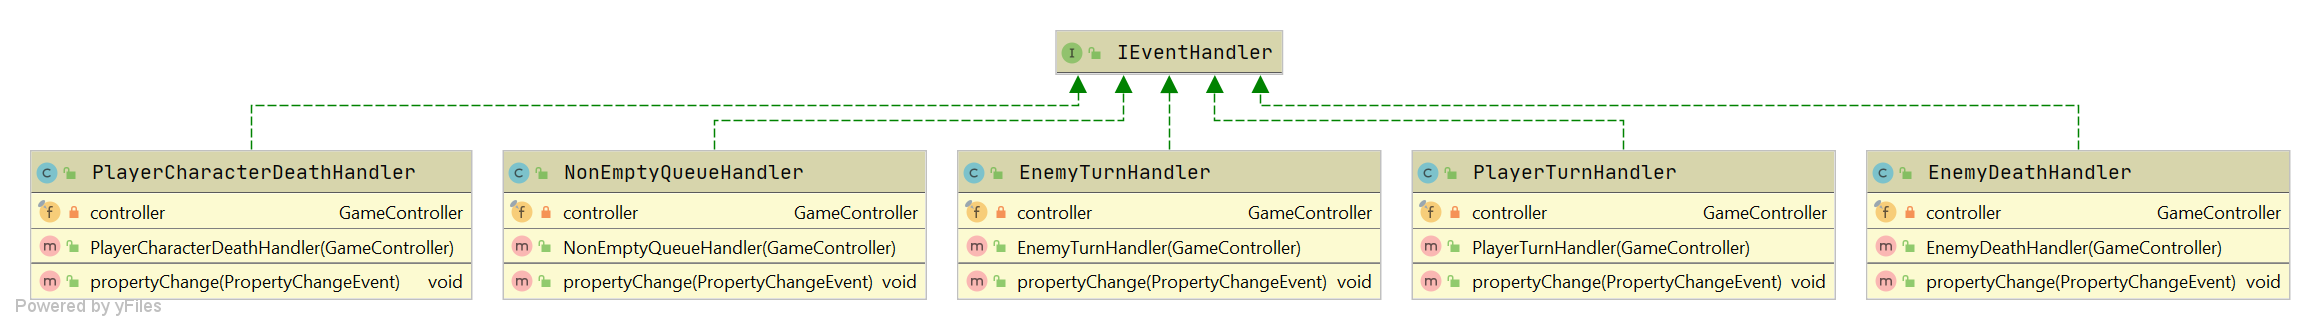 I IEventHandler
C PlayerCharacterDeathHandler
f controller GameController
m PlayerCharacterDeathHandler(GameController)
m propertyChange(PropertyChangeEvent) void
C NonEmptyQueueHandler
f controller GameController
m NonEmptyQueueHandler(GameController)
m propertyChange(PropertyChangeEvent) void
C EnemyTurnHandler
f controller GameController
m EnemyTurnHandler(GameController)
m propertyChange(PropertyChangeEvent) void
C PlayerTurnHandler
f controller GameController
m PlayerTurnHandler(GameController)
m propertyChange(PropertyChangeEvent) void
C EnemyDeathHandler
f controller GameController
m EnemyDeathHandler(GameController)
m propertyChange(PropertyChangeEvent) void
Powered by yFiles